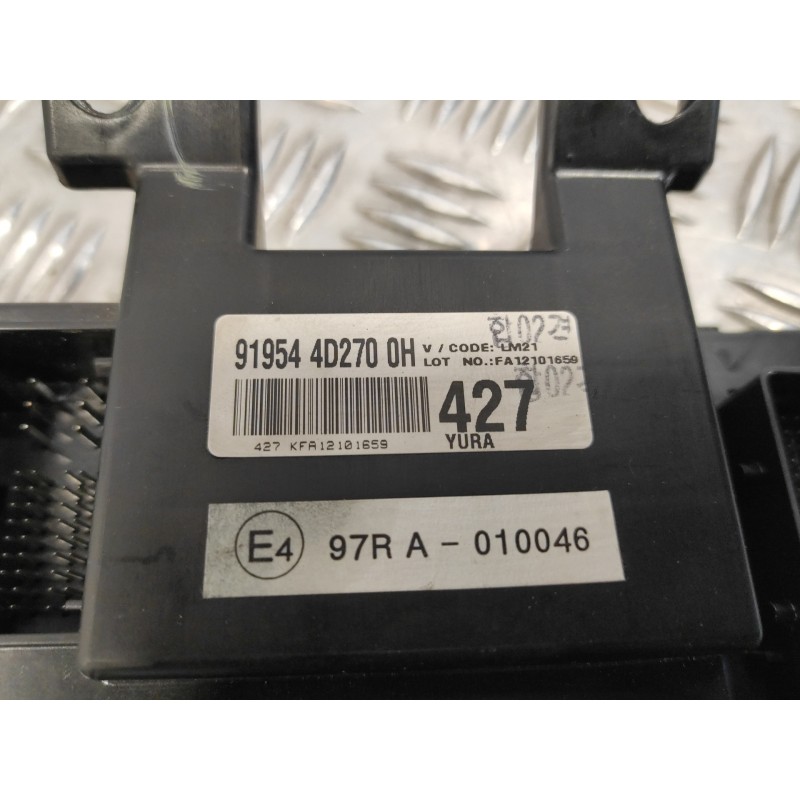 91954 4D270 0H V / CODE: LM21
LOT NO.:FA12101659
427
427 KFA12101659
YURA
E4 97R A - 010046